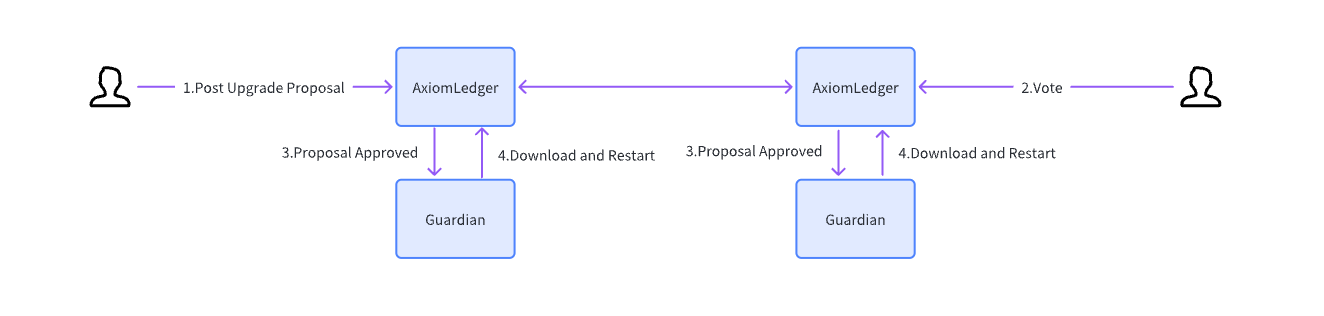 1.Post Upgrade Proposal
AxiomLedger
AxiomLedger
2.Vote
3.Proposal Approved
4.Download and Restart
3.Proposal Approved
4.Download and Restart
Guardian
Guardian